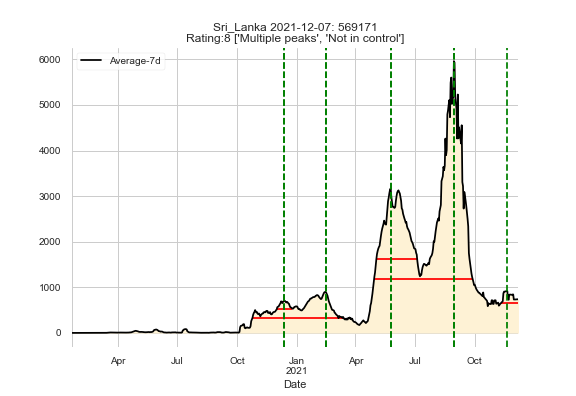 Sri_Lanka 2021-12-07: 569171
Rating:8 ['Multiple peaks', 'Not in control']
Average-7d
6000
5000
4000
3000
2000
1000
0
Apr Jul Oct Jan Apr Jul Oct
2021
Date